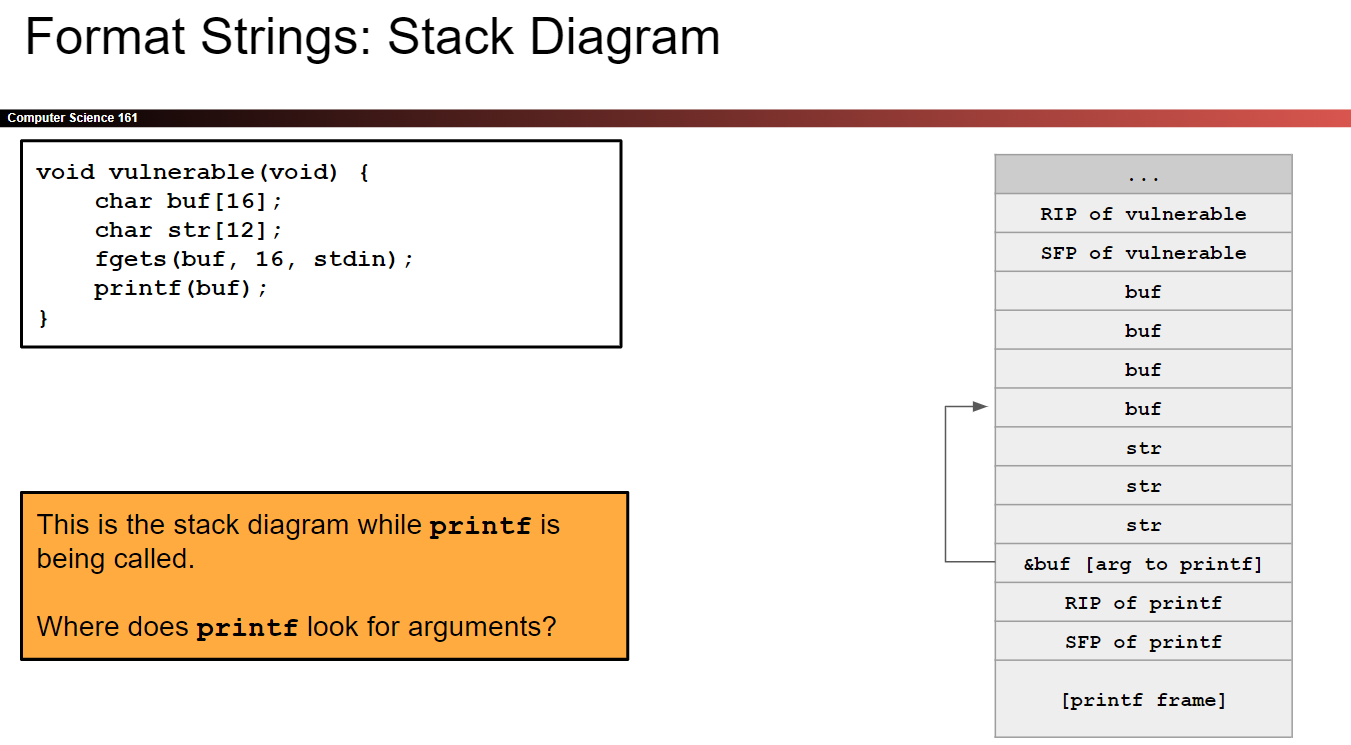 Format Strings: Stack Diagram
Computer Science 161
void vulnerable(void) {
    char buf[16];
    char str[12];
    fgets(buf, 16, stdin);
    printf(buf);
}
This is the stack diagram while printf is
being called.
Where does printf look for arguments?
...
RIP of vulnerable
SFP of vulnerable
buf
buf
buf
buf
str
str
str
&buf [arg to printf]
RIP of printf
SFP of printf
[printf frame]